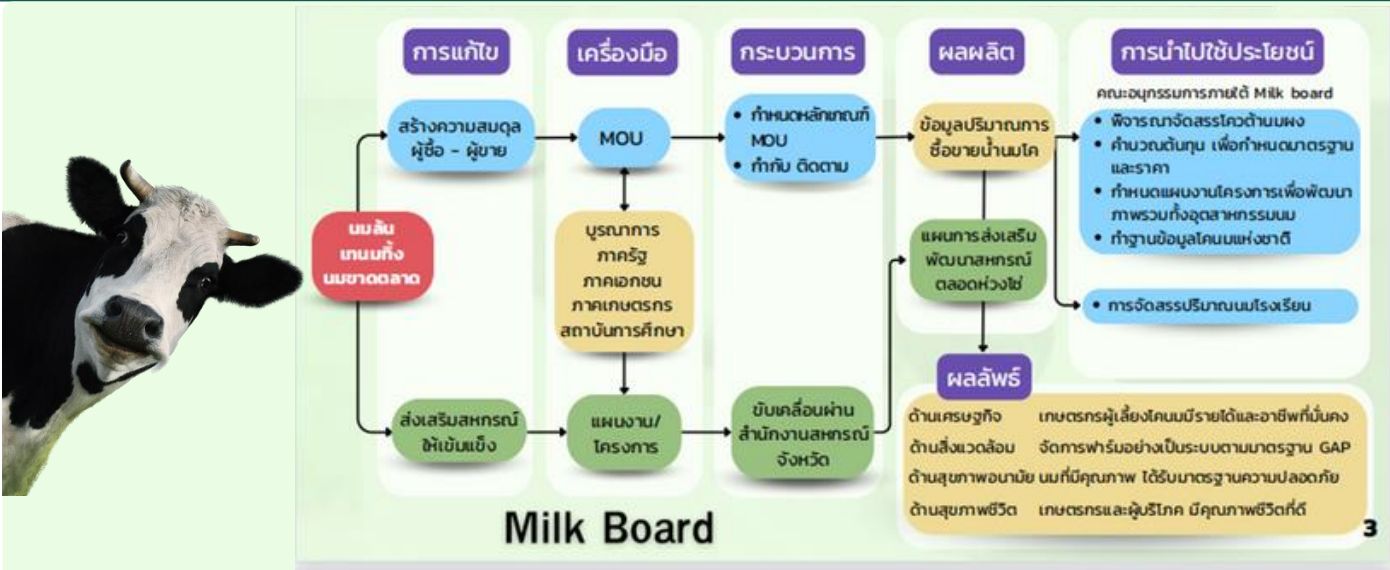 การแก้ไข
เครื่องมือ
กระบวนการ
ผลผลิต
การนำไปใช้ประโยชน์
คณะอนุกรรมการภายใต้ Milk board
สร้างความสมดุล
ผู้ซื้อ - ผู้ขาย
MOU
• กำหนดหลักเกณฑ์
MOU
• กำกับ ติดตาม
ข้อมูลปริมาณการ
ซื้อขายน้ำนมโค
• พิจารณาจัดสรรโควต้านมผง
• คำนวณต้นทุน เพื่อกำหนดมาตรฐาน
และราคา
• กำหนดแผนงานโครงการเพื่อพัฒนา
ภาพรวมทั้งอุตสาหกรรมนม
• ทำฐานข้อมูลโคนมแห่งชาติ
นมล้น
เทนมทิ้ง
นมขาดตลาด
บูรณาการ
ภาครัฐ
ภาคเอกชน
ภาคเกษตรกร
สถาบันการศึกษา
แผนการส่งเสริม
พัฒนาสหกรณ์
ตลอดห่วงโซ่
• การจัดสรรปริมาณนมโรงเรียน
ส่งเสริมสหกรณ์
ให้เข้มแข็ง
แผนงาน/
โครงการ
ขับเคลื่อนผ่าน
สำนักงานสหกรณ์
จังหวัด
ผลลัพธ์
ด้านเศรษฐกิจ เกษตรกรผู้เลี้ยงโคนมมีรายได้และอาชีพที่มั่นคง
ด้านสิ่งแวดล้อม จัดการฟาร์มอย่างเป็นระบบตามมาตรฐาน GAP
ด้านสุขภาพอนามัย นมที่มีคุณภาพ ได้รับมาตรฐานความปลอดภัย
ด้านสุขภาพชีวิต เกษตรกรและผู้บริโภค มีคุณภาพชีวิตที่ดี
Milk Board
3